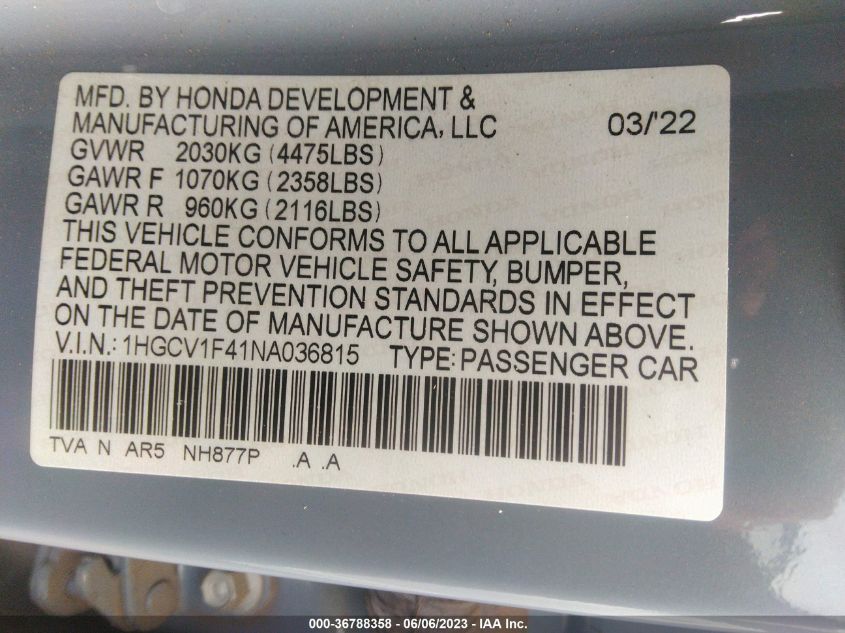 MFD. BY HONDA DEVELOPMENT &
MANUFACTURING OF AMERICA, LLC 03/'22
GVWR 2030KG (4475LBS)
GAWR F 1070KG (2358LBS)
GAWR R 960KG (2116LBS)
THIS VEHICLE CONFORMS TO ALL APPLICABLE
FEDERAL MOTOR VEHICLE SAFETY, BUMPER,
AND THEFT PREVENTION STANDARDS IN EFFECT
ON THE DATE OF MANUFACTURE SHOWN ABOVE.
V.I.N.: 1HGCV1F41NA036815 TYPE: PASSENGER CAR
TVA N AR5 NH877P .A .A
000-36788358 - 06/06/2023 - IAA Inc.